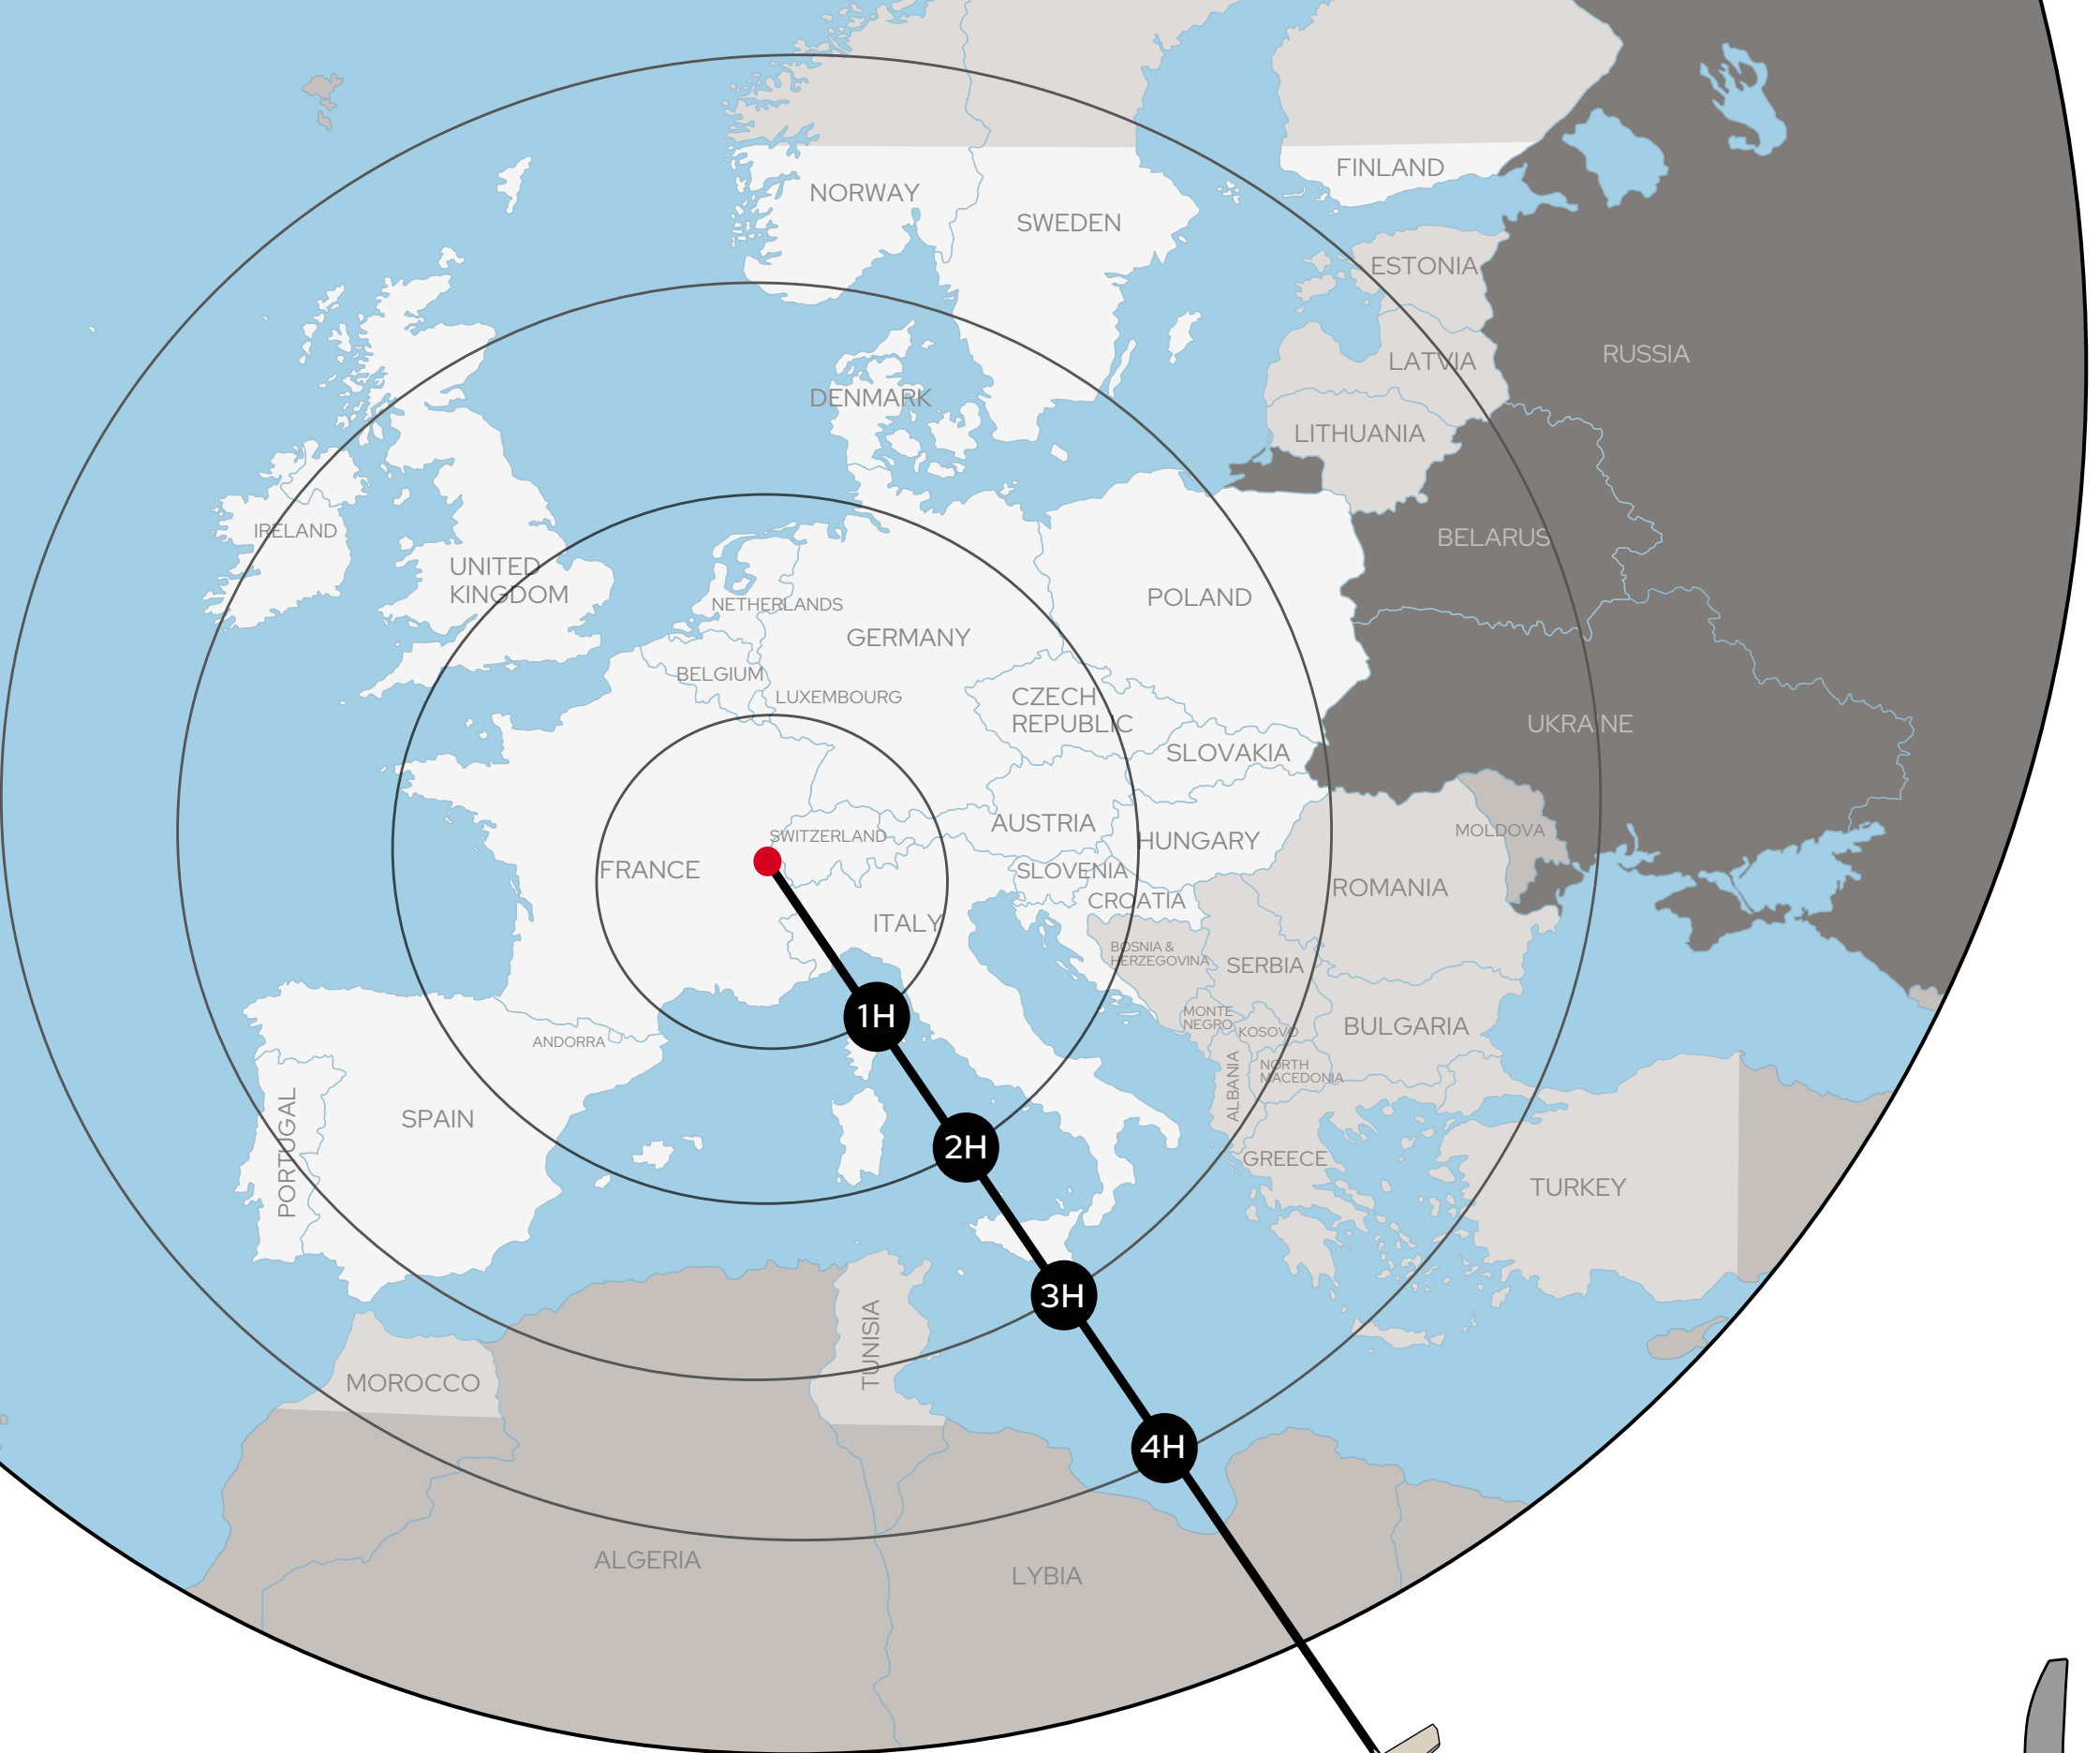 FINLAND
NORWAY
SWEDEN
ESTONIA
RUSSIA
LATVIA
DENMARK
LITHUANIA
IRELAND
BELARUS
UNITED
KINGDOM
POLAND
NETHERLANDS
GERMANY
BELGIUM
LUXEMBOURG
CZECH
REPUBLIC
UKRAINE
SLOVAKIA
AUSTRIA
MOLDOVA
SWITZERLAND
HUNGARY
FRANCE
SLOVENIA
ROMANIA
CROATIA
ITALY
BOSNIA &
HERZEGOVINA
SERBIA
MONTE
NEGRO
1H
KOSOVO
BULGARIA
ANDORRA
NORTH
MACEDONIA
ALBANIA
SPAIN
PORTUGAL
2H
GREECE
TURKEY
3H
TUNISIA
MOROCCO
4H
ALGERIA
LYBIA